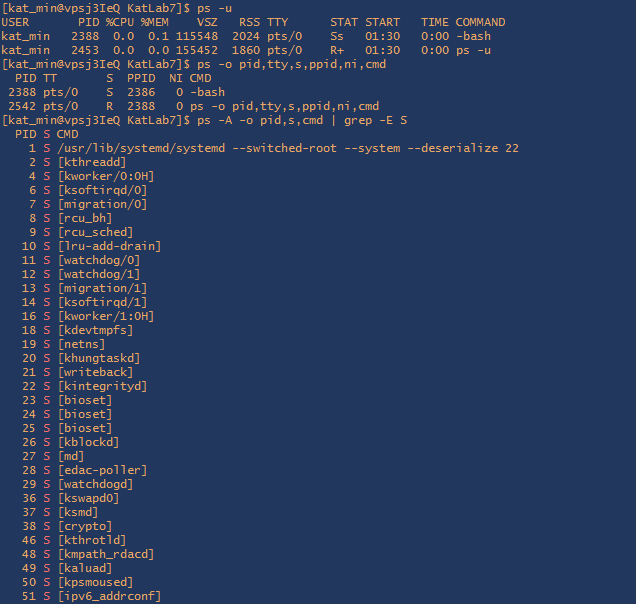 [kat_min@vpsj3IeQ KatLab7]$ ps -u
USER       PID %CPU %MEM    VSZ   RSS TTY      STAT START   TIME COMMAND
kat_min   2388  0.0  0.1 115548  2024 pts/0    Ss   01:30   0:00 -bash
kat_min   2453  0.0  0.0 155452  1860 pts/0    R+   01:30   0:00 ps -u
[kat_min@vpsj3IeQ KatLab7]$ ps -o pid,tty,s,ppid,ni,cmd
  PID TT       S  PPID  NI CMD
 2388 pts/0    S  2386   0 -bash
 2542 pts/0    R  2388   0 ps -o pid,tty,s,ppid,ni,cmd
[kat_min@vpsj3IeQ KatLab7]$ ps -A -o pid,s,cmd | grep -E S
  PID S CMD
    1 S /usr/lib/systemd/systemd --switched-root --system --deserialize 22
    2 S [kthreadd]
    4 S [kworker/0:0H]
    6 S [ksoftirqd/0]
    7 S [migration/0]
    8 S [rcu_bh]
    9 S [rcu_sched]
   10 S [lru-add-drain]
   11 S [watchdog/0]
   12 S [watchdog/1]
   13 S [migration/1]
   14 S [ksoftirqd/1]
   16 S [kworker/1:0H]
   18 S [kdevtmpfs]
   19 S [netns]
   20 S [khungtaskd]
   21 S [writeback]
   22 S [kintegrityd]
   23 S [bioset]
   24 S [bioset]
   25 S [bioset]
   26 S [kblockd]
   27 S [md]
   28 S [edac-poller]
   29 S [watchdogd]
   36 S [kswapd0]
   37 S [ksmd]
   38 S [crypto]
   46 S [kthrotld]
   48 S [kmpath_rdacd]
   49 S [kaluad]
   50 S [kpsmoused]
   51 S [ipv6_addrconf]